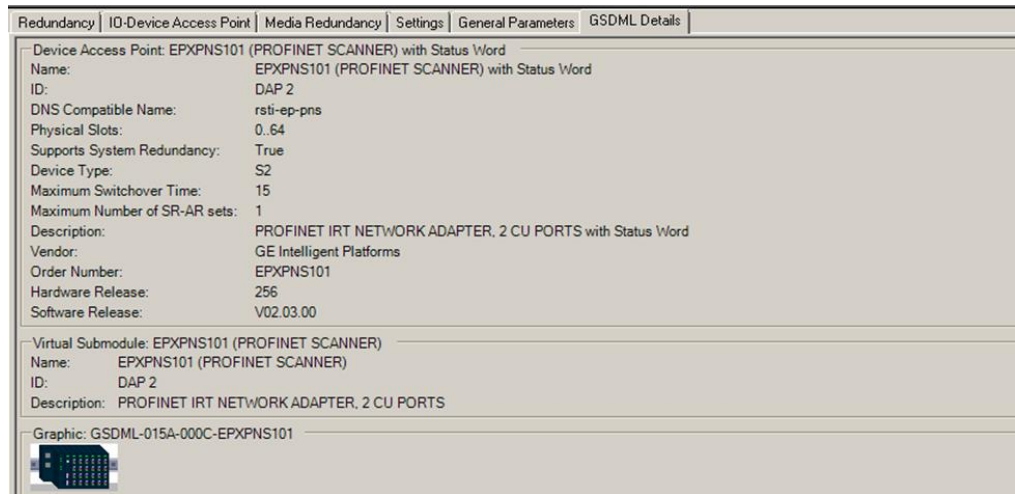 Redundancy IO-Device Access Point Media Redundancy Settings General Parameters GSDML Details
Device Access Point: EPXPNS101 (PROFINET SCANNER) with Status Word
Name: EPXPNS101 (PROFINET SCANNER) with Status Word
ID: DAP 2
DNS Compatible Name: rsti-ep-pns
Physical Slots: 0..64
Supports System Redundancy: True
Device Type: S2
Maximum Switchover Time: 15
Maximum Number of SR-AR sets: 1
Description: PROFINET IRT NETWORK ADAPTER, 2 CU PORTS with Status Word
Vendor: GE Intelligent Platforms
Order Number: EPXPNS101
Hardware Release: 256
Software Release: V02.03.00
Virtual Submodule: EPXPNS101 (PROFINET SCANNER)
Name: EPXPNS101 (PROFINET SCANNER)
ID: DAP 2
Description: PROFINET IRT NETWORK ADAPTER, 2 CU PORTS
Graphic: GSDML-015A-000C-EPXPNS101